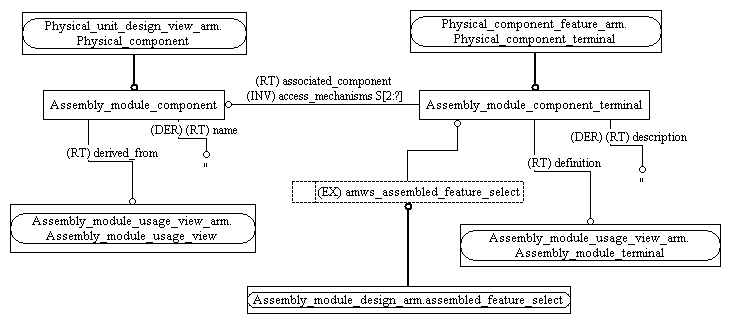 Physical_unit_design_view_arm.
Physical_component
Physical_component_feature_arm.
Physical_component_terminal
(RT) associated_component
(INV) access_mechanisms S[2:?]
Assembly_module_component
Assembly_module_component_terminal
(DER) (RT) name
(DER) (RT) description
(RT) derived_from
(RT) definition
"
"
(EX) amws_assembled_feature_select
Assembly_module_usage_view_arm.
Assembly_module_usage_view
Assembly_module_usage_view_arm.
Assembly_module_terminal
Assembly_module_design_arm.assembled_feature_select